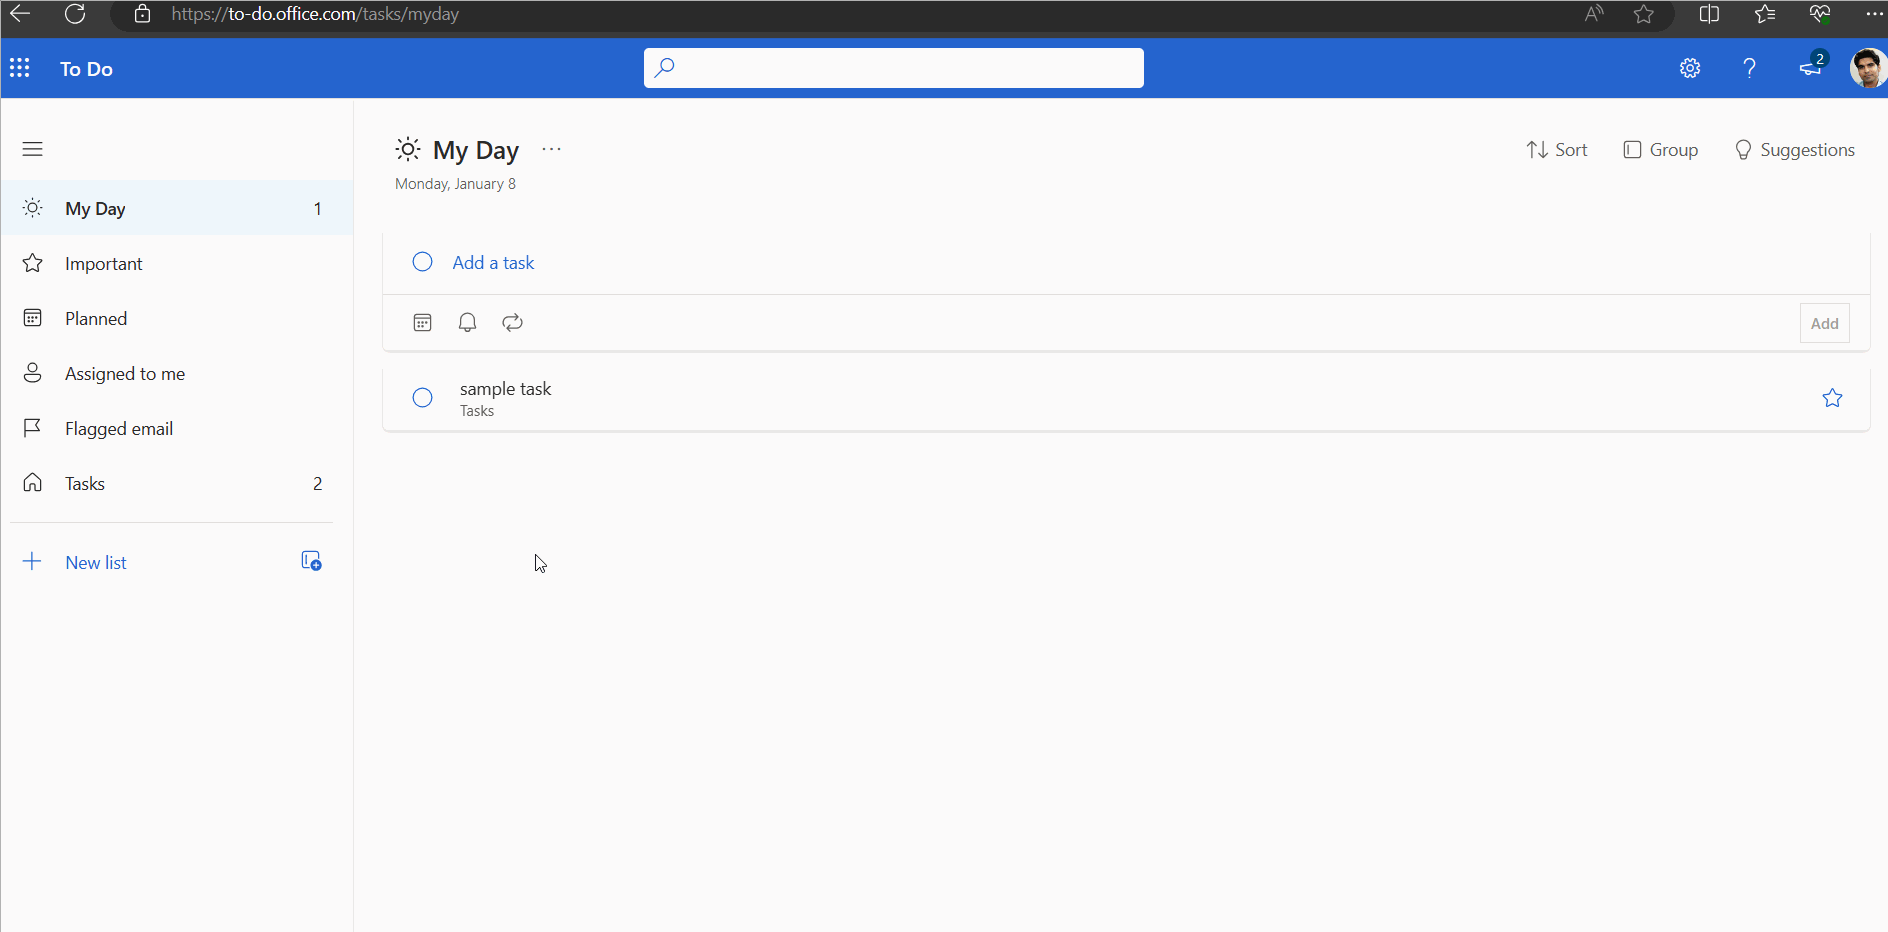 https://to-do.office.com/tasks/myday
To Do
2
My Day
Sort
Group
Suggestions
Monday, January 8
My Day 1
Important
Planned
Assigned to me
Flagged email
Tasks 2
New list
Add a task
Add
sample task
Tasks